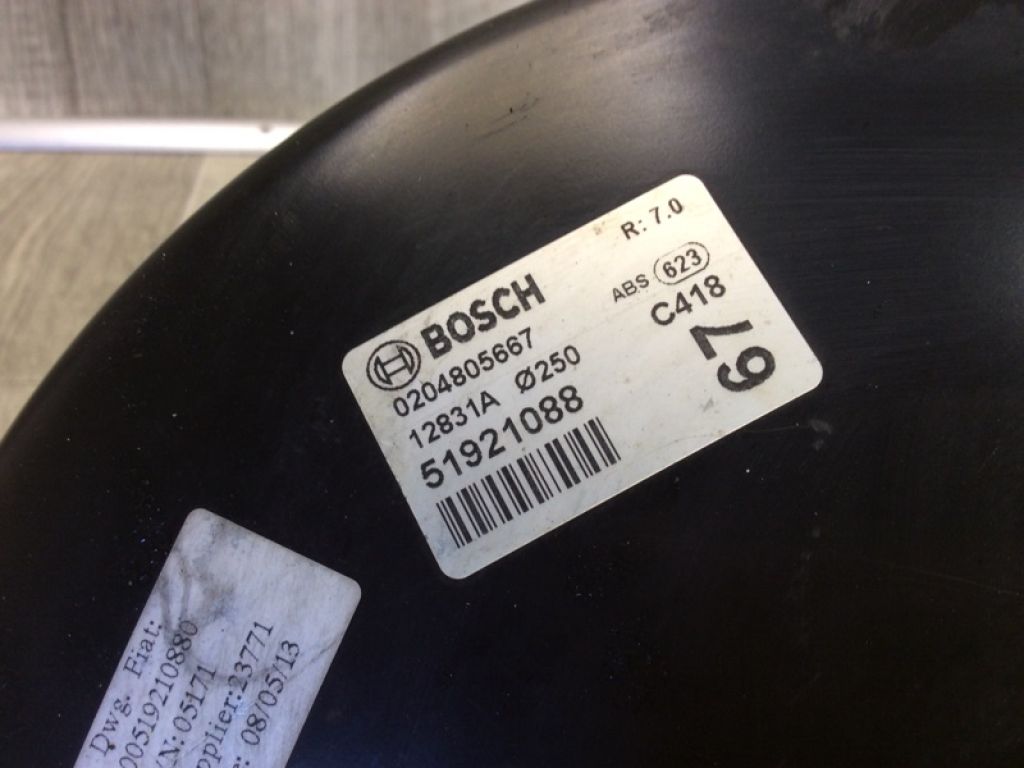 BOSCH
0204805667
12831A Ø250
51921088
R: 7.0
ABS 623
C418
67
Dwg. Fiat:
00519210880
N: 05171
pplier: 23771
: 08/05/13